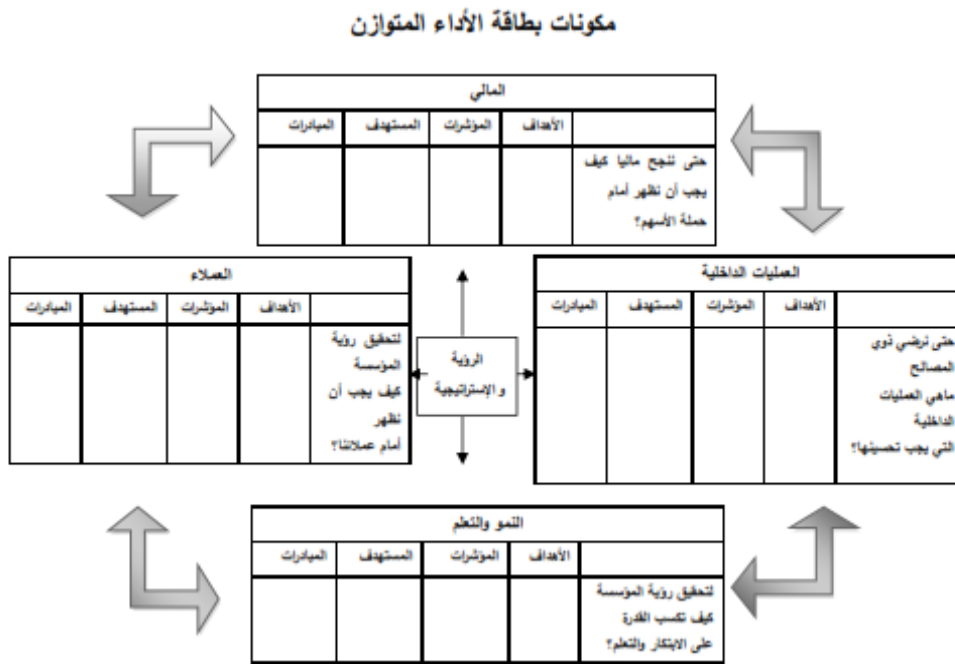 مكونات بطاقة الأداء المتوازن
المالي
الأهداف المؤشرات المستهدف المبادرات
حتى ننجح ماليا كيف
يجب أن نظهر أمام
حملة الأسهم؟
العمليات الداخلية
الأهداف المؤشرات المستهدف المبادرات
حتى نرضي ذوي
المصالح
ماهي العمليات
الداخلية
التي يجب تحسينها؟
الرؤية
و الإستراتيجية
العملاء
الأهداف المؤشرات المستهدف المبادرات
لتحقيق رؤية
المؤسسة
كيف يجب أن
نظهر
أمام عملائنا؟
النمو والتعلم
الأهداف المؤشرات المستهدف المبادرات
لتحقيق رؤية المؤسسة
كيف تكسب القدرة
على الابتكار والتعلم؟